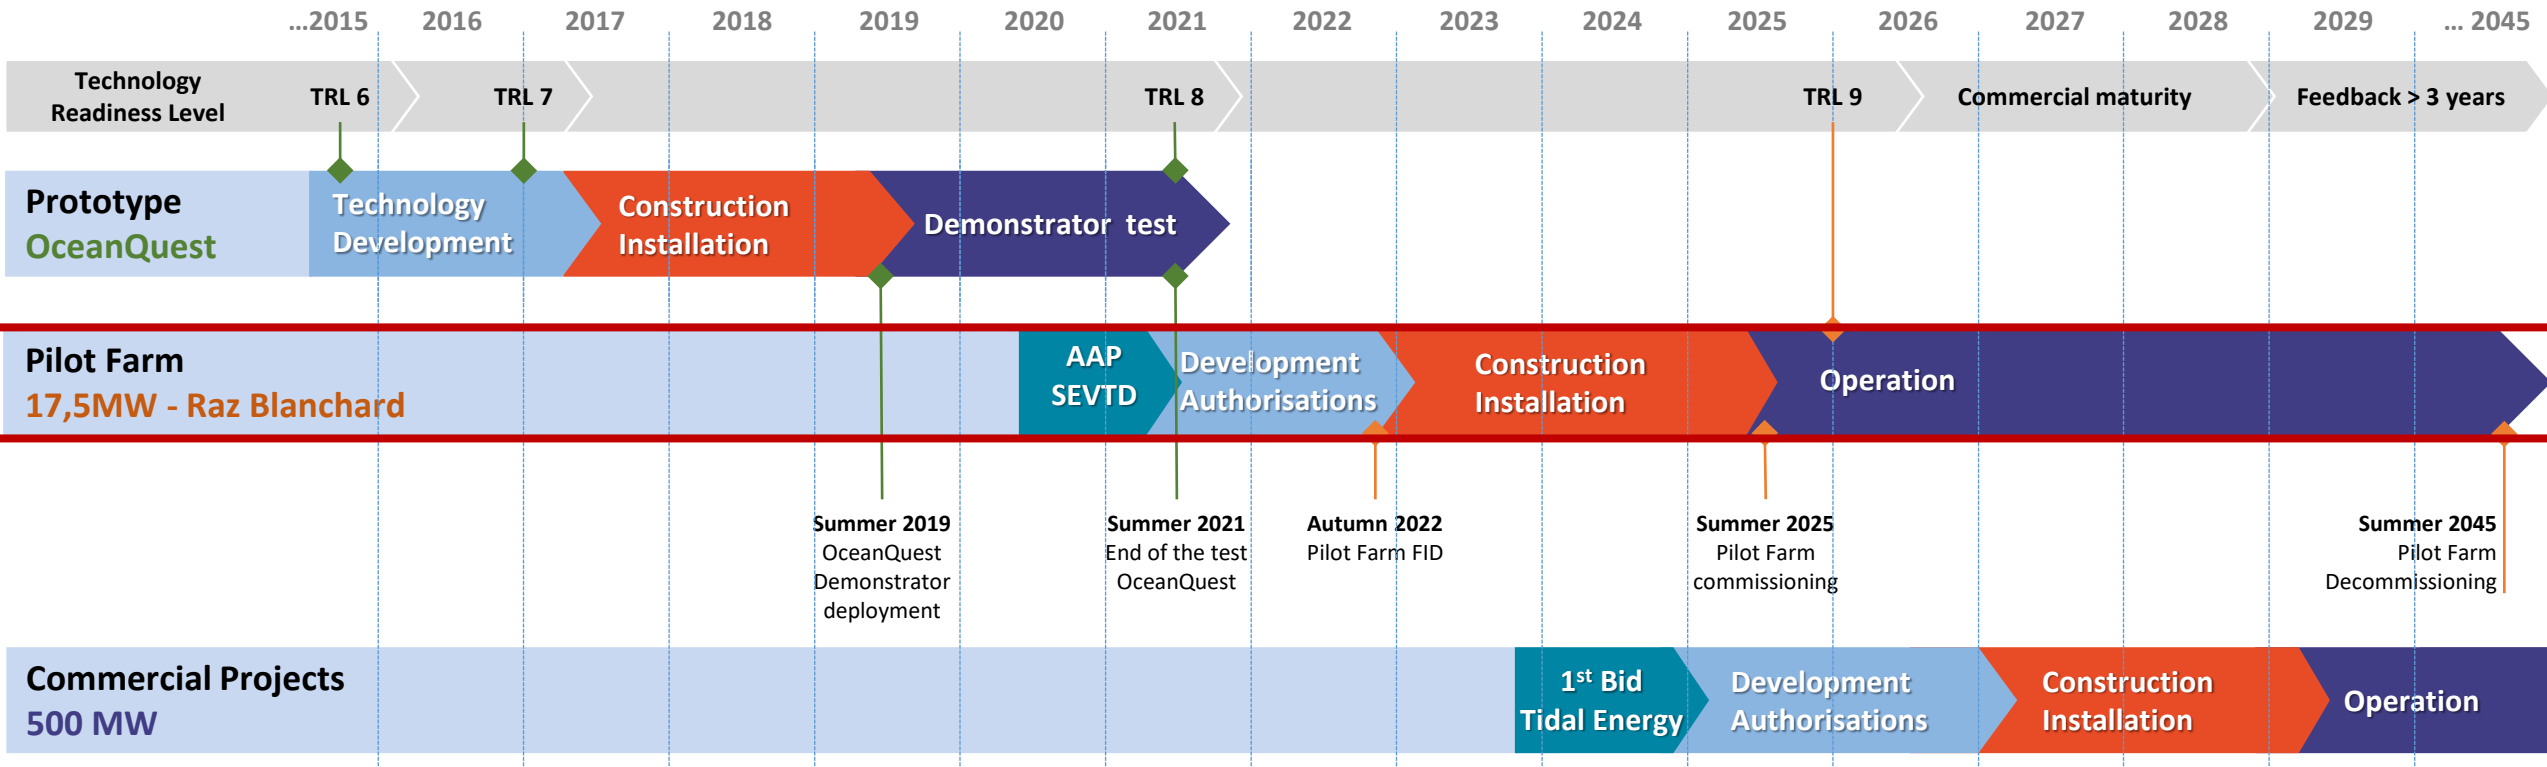 ...2015 2016 2017 2018 2019 2020 2021 2022 2023 2024 2025 2026 2027 2028 2029 ... 2045
Technology
Readiness Level
TRL 6
TRL 7
TRL 8
TRL 9
Commercial maturity
Feedback > 3 years
Prototype
OceanQuest
Technology
Development
Construction
Installation
Demonstrator test
Pilot Farm
17,5MW - Raz Blanchard
AAP
SEVTD
Development
Authorisations
Construction
Installation
Operation
Summer 2019
OceanQuest
Demonstrator
deployment
Summer 2021
End of the test
OceanQuest
Autumn 2022
Pilot Farm FID
Summer 2025
Pilot Farm
commissioning
Summer 2045
Pilot Farm
Decommissioning
Commercial Projects
500 MW
1st Bid
Tidal Energy
Development
Authorisations
Construction
Installation
Operation